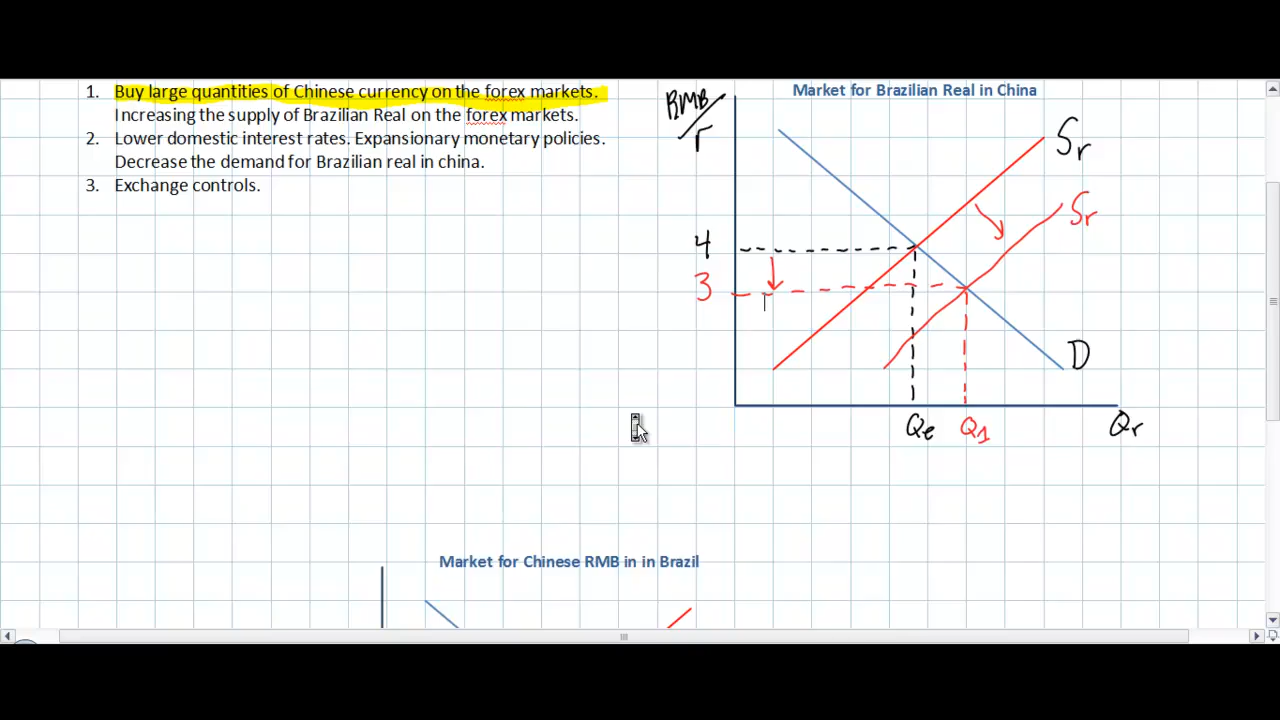 1. Buy large quantities of Chinese currency on the forex markets.
Increasing the supply of Brazilian Real on the forex markets.
2. Lower domestic interest rates. Expansionary monetary policies.
Decrease the demand for Brazilian real in china.
3. Exchange controls.
Market for Brazilian Real in China
RMB/r
Sr
Sr
4
3
D
Qe
Q1
Qr
Market for Chinese RMB in in Brazil